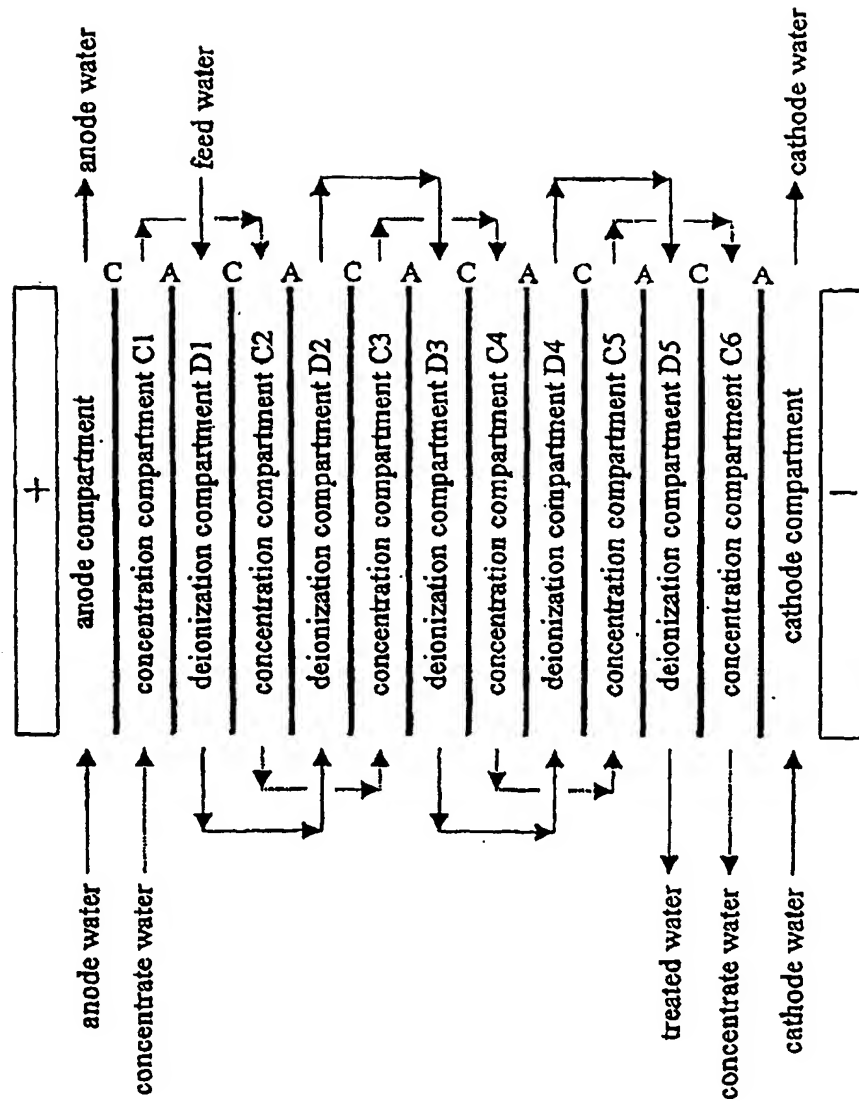 anode water
cathode water
feed water
C
A
C
A
C
A
C
A
C
A
C
A
+
anode compartment
concentration compartment C1
deionization compartment D1
concentration compartment C2
deionization compartment D2
concentration compartment C3
deionization compartment D3
concentration compartment C4
deionization compartment D4
concentration compartment C5
deionization compartment D5
concentration compartment C6
cathode compartment
−
anode water
concentrate water
treated water
concentrate water
cathode water